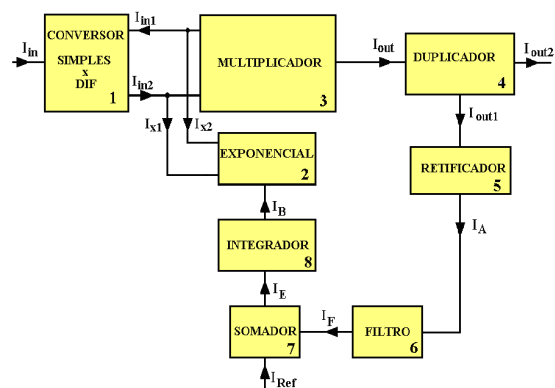 I_in
CONVERSOR
SIMPLES
x
DIF
1
I_in1
I_in2
I_x1
I_x2
MULTIPLICADOR
3
I_out
DUPLICADOR
4
I_out2
I_out1
EXPONENCIAL
2
RETIFICADOR
5
I_B
I_A
INTEGRADOR
8
I_E
SOMADOR
7
I_F
FILTRO
6
I_Ref